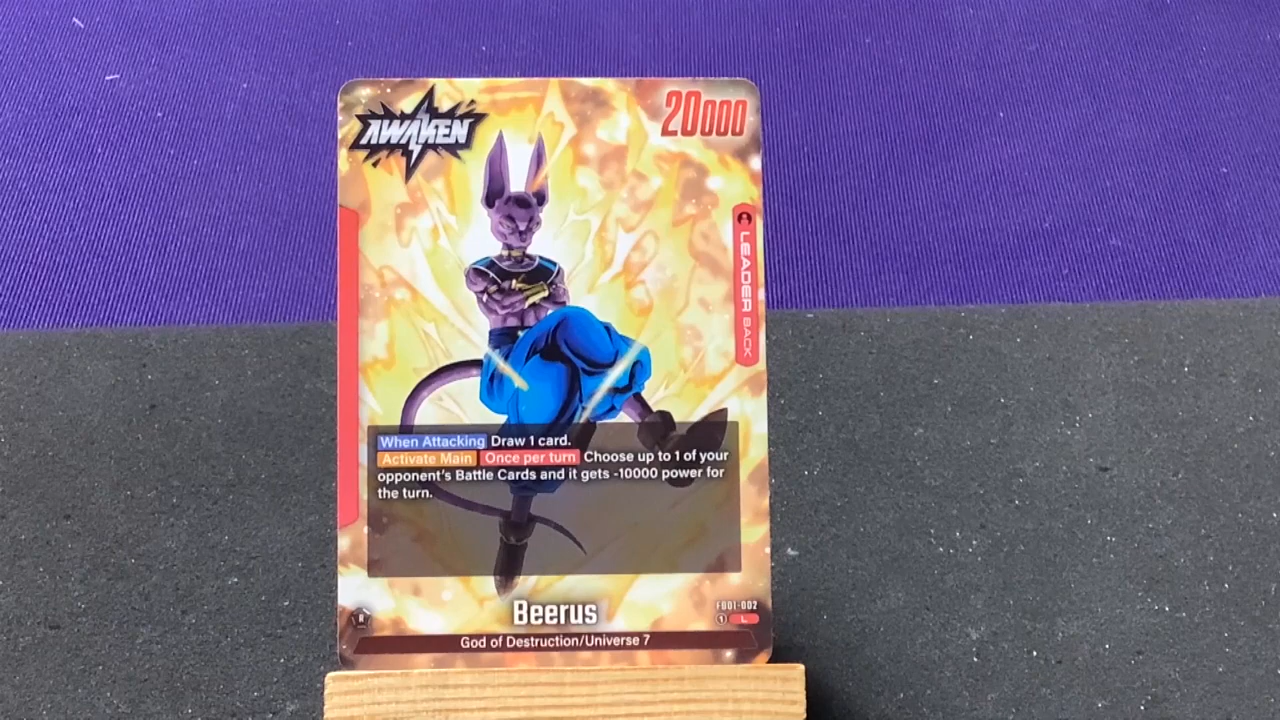 AWAKEN
20000
LEADER BACK
When Attacking Draw 1 card.
Activate Main Once per turn Choose up to 1 of your
opponent's Battle Cards and it gets -10000 power for
the turn.
Beerus
FB01-002
R
1 L
God of Destruction/Universe 7